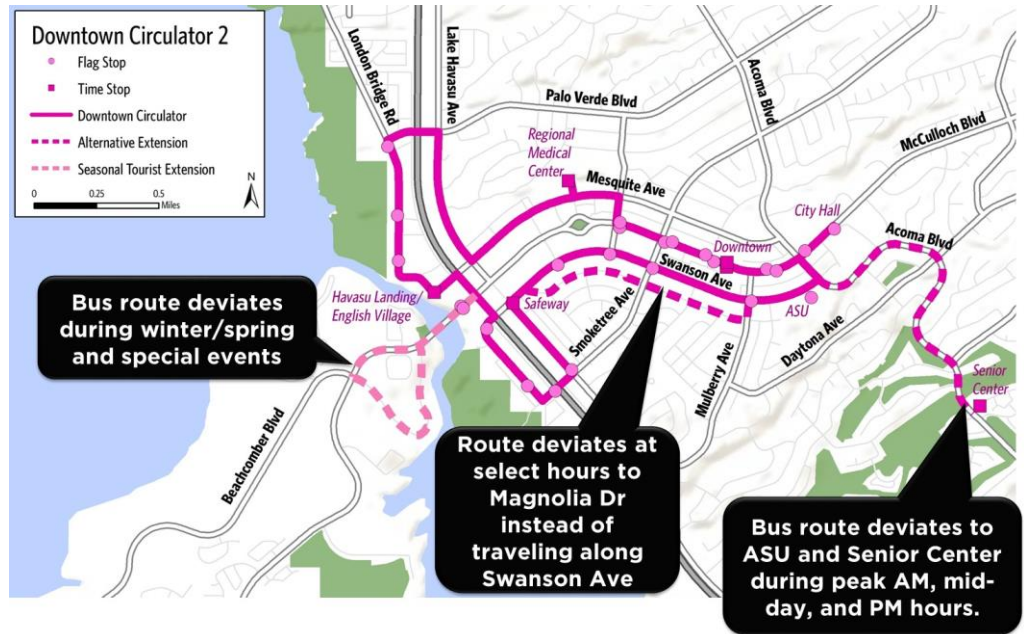 Downtown Circulator 2
Flag Stop
Time Stop
Downtown Circulator
Alternative Extension
Seasonal Tourist Extension
0 0.25 0.5
Miles
N
London Bridge Rd
Lake Havasu Ave
Palo Verde Blvd
Acoma Blvd
McCulloch Blvd
Regional
Medical
Center
Mesquite Ave
City Hall
Downtown
Acoma Blvd
Swanson Ave
Havasu Landing/
English Village
Safeway
Smoketree Ave
ASU
Daytona Ave
Mulberry Ave
Senior
Center
Beachcomber Blvd
Bus route deviates
during winter/spring
and special events
Route deviates at
select hours to
Magnolia Dr
instead of
traveling along
Swanson Ave
Bus route deviates to
ASU and Senior Center
during peak AM, mid-
day, and PM hours.